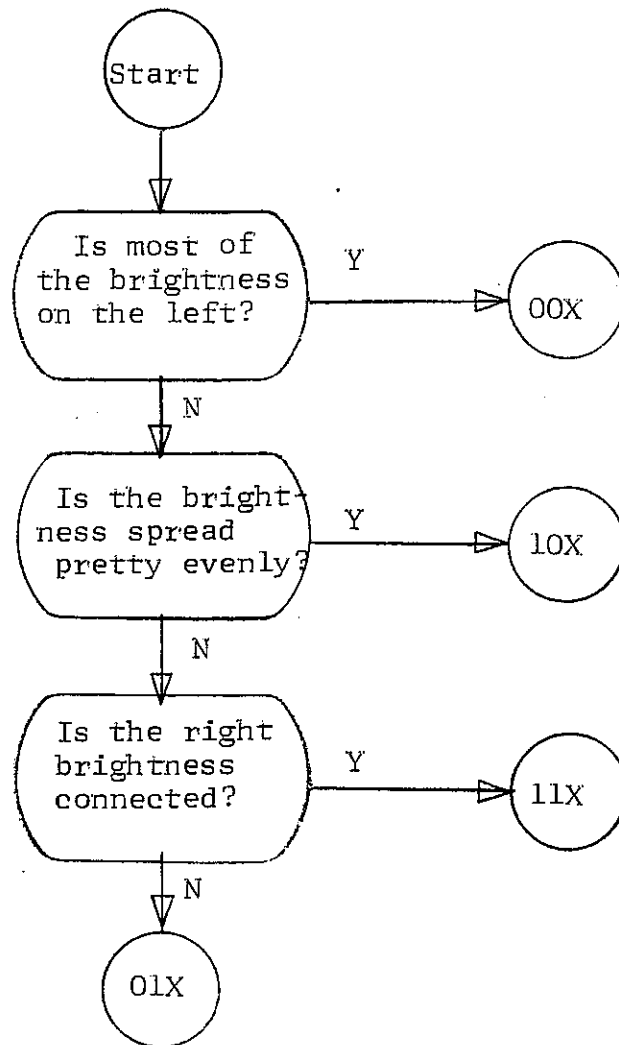 Start
Is most of
the brightness
on the left?
Y
00X
N
Is the bright-
ness spread
pretty evenly?
Y
10X
N
Is the right
brightness
connected?
Y
11X
N
01X